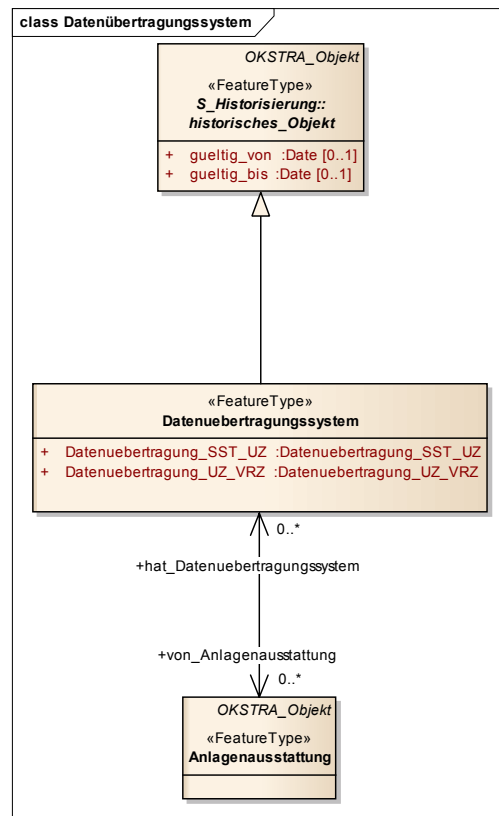 class Datenübertragungssystem
OKSTRA_Objekt
«FeatureType»
S_Historisierung::
historisches_Objekt
+ gueltig_von :Date [0..1]
+ gueltig_bis :Date [0..1]
«FeatureType»
Datenuebertragungssystem
+ Datenuebertragung_SST_UZ :Datenuebertragung_SST_UZ
+ Datenuebertragung_UZ_VRZ :Datenuebertragung_UZ_VRZ
0..*
+hat_Datenuebertragungssystem
+von_Anlagenausstattung
0..*
OKSTRA_Objekt
«FeatureType»
Anlagenausstattung